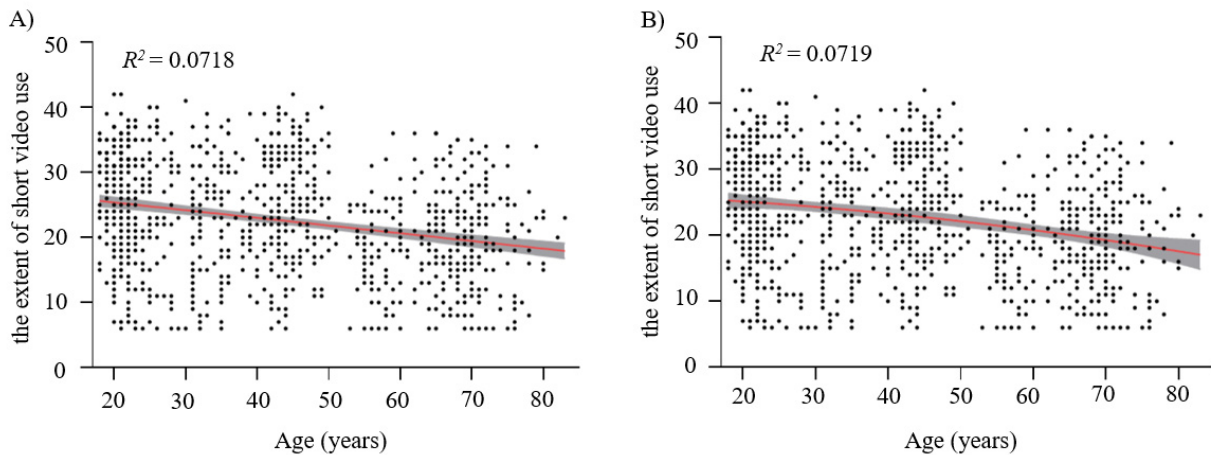 A)
R² = 0.0718
the extent of short video use
50
40
30
20
10
0
20 30 40 50 60 70 80
Age (years)
B)
R² = 0.0719
the extent of short video use
50
40
30
20
10
0
20 30 40 50 60 70 80
Age (years)